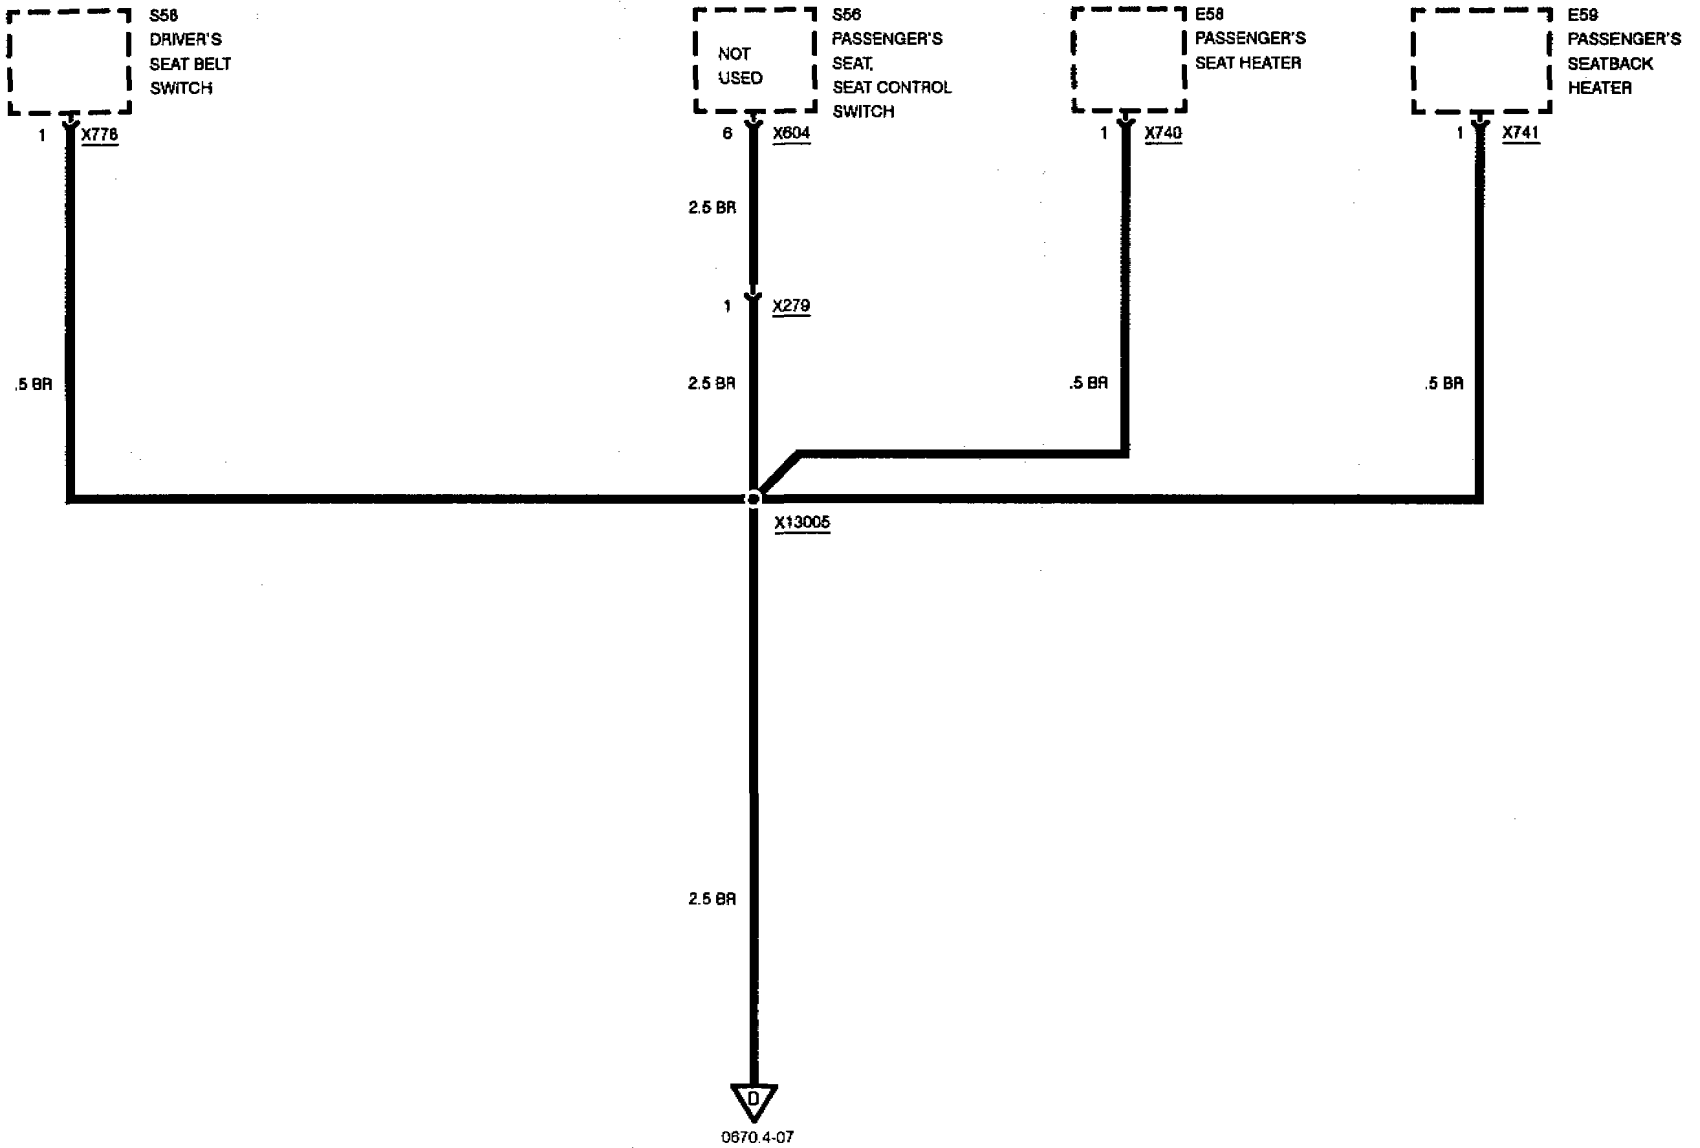 S58
DRIVER'S
SEAT BELT
SWITCH
1
X776
NOT
USED
S56
PASSENGER'S
SEAT,
SEAT CONTROL
SWITCH
6
X604
E58
PASSENGER'S
SEAT HEATER
1
X740
E59
PASSENGER'S
SEATBACK
HEATER
1
X741
2.5 BR
1
X279
.5 BR
2.5 BR
.5 BR
.5 BR
X13005
2.5 BR
D
0670.4-07